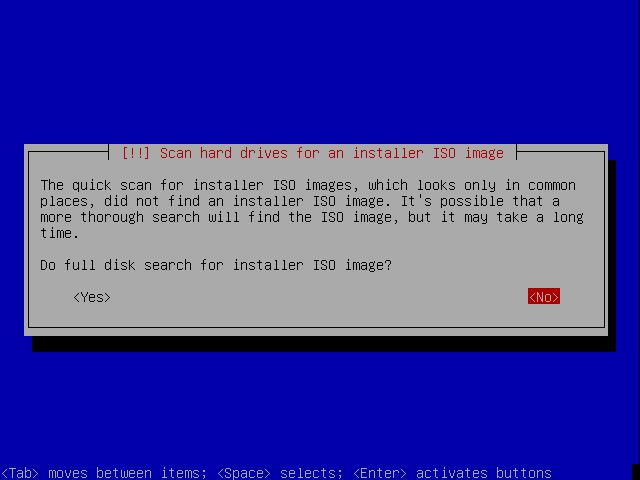 [!!] Scan hard drives for an installer ISO image
The quick scan for installer ISO images, which looks only in common
places, did not find an installer ISO image. It's possible that a
more thorough search will find the ISO image, but it may take a long
time.
Do full disk search for installer ISO image?
<Yes> <No>
<Tab> moves between items; <Space> selects; <Enter> activates buttons